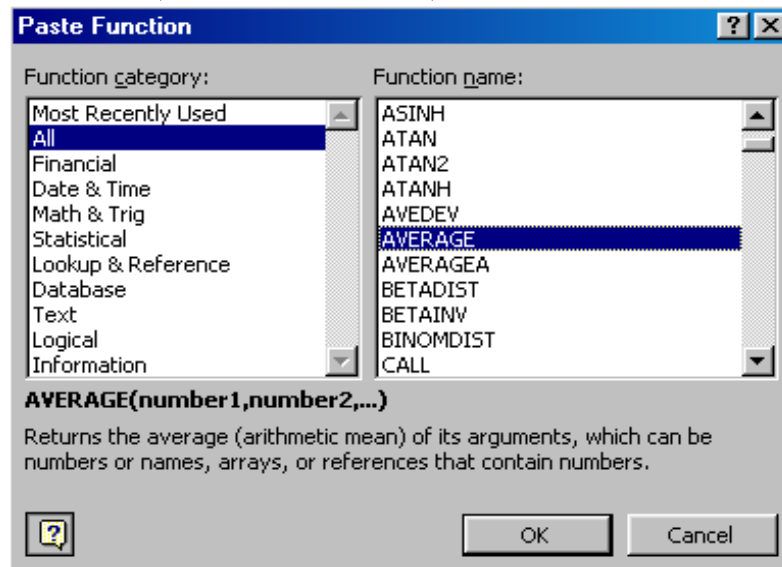 Paste Function
Function category:
Function name:
Most Recently Used
All
Financial
Date & Time
Math & Trig
Statistical
Lookup & Reference
Database
Text
Logical
Information
ASINH
ATAN
ATAN2
ATANH
AVEDEV
AVERAGE
AVERAGEA
BETADIST
BETAINV
BINOMDIST
CALL
AVERAGE(number1,number2,...)
Returns the average (arithmetic mean) of its arguments, which can be
numbers or names, arrays, or references that contain numbers.
OK
Cancel